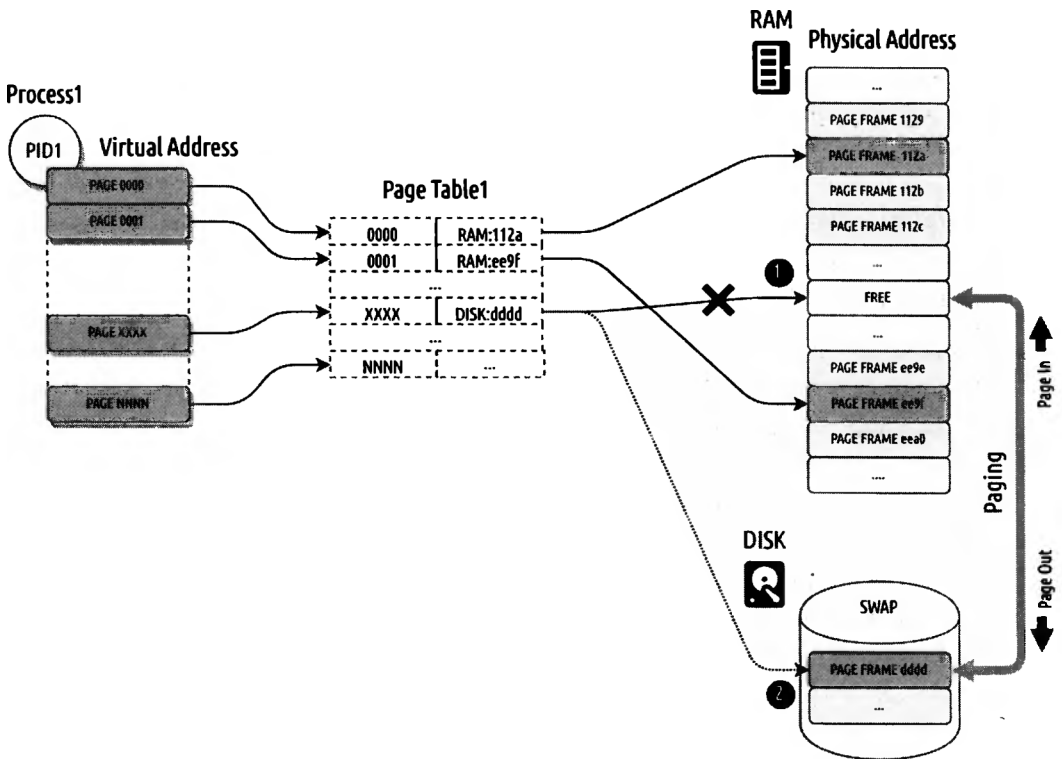 RAM
Physical Address
Process1
PID1
Virtual Address
PAGE 0000
PAGE 0001
PAGE XXXX
PAGE NNNN
Page Table1
0000 RAM:112a
0001 RAM:ee9f
...
XXXX DISK:dddd
...
NNNN ...
...
PAGE FRAME 1129
PAGE FRAME 112a
PAGE FRAME 112b
PAGE FRAME 112c
...
1
FREE
...
PAGE FRAME ee9e
PAGE FRAME ee9f
PAGE FRAME eea0
....
Page In
Paging
Page Out
DISK
SWAP
PAGE FRAME dddd
2
...